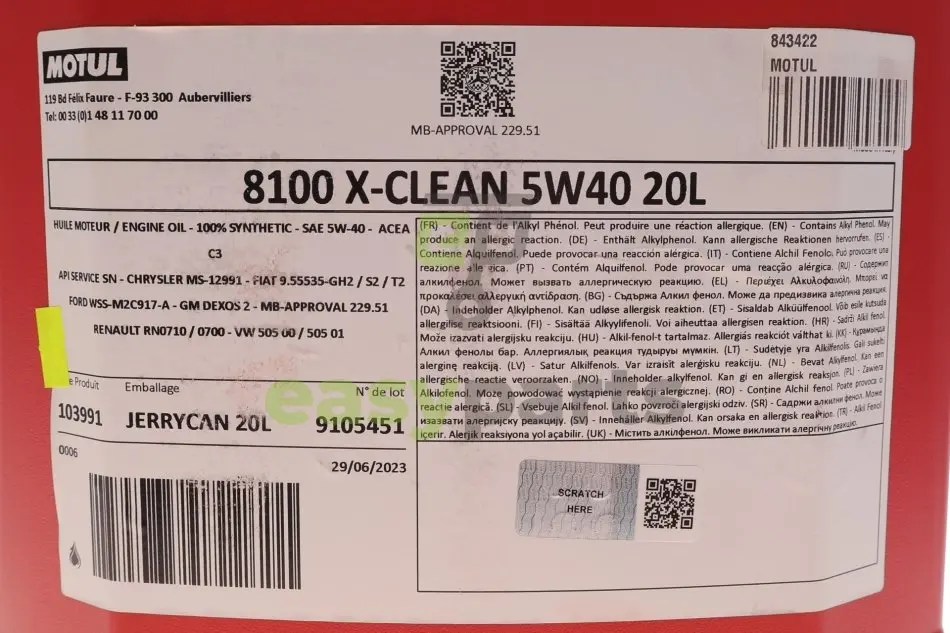 MOTUL
119 Bd Félix Faure - F-93 300 Aubervilliers
Tel: 00 33 (0)1 48 11 70 00
MB-APPROVAL 229.51
843422
MOTUL
8100 X-CLEAN 5W40 20L
HUILE MOTEUR / ENGINE OIL - 100% SYNTHETIC - SAE 5W-40 - ACEA
C3
API SERVICE SN - CHRYSLER MS-12991 - FIAT 9.55535-GH2 / S2 / T2
FORD WSS-M2C917-A - GM DEXOS 2 - MB-APPROVAL 229.51
RENAULT RN0710 / 0700 - VW 505 00 / 505 01
Produit
Emballage
N° de lot
103991
JERRYCAN 20L
9105451
0006
29/06/2023
(FR) - Contient de l'Alkyl Phénol. Peut produire une réaction allergique. (EN) - Contains Alkyl Phenol. May
produce an allergic reaction. (DE) - Enthält Alkylphenol. Kann allergische Reaktionen hervorrufen. (ES) -
Contiene Alquilfenol. Puede provocar una reacción alérgica. (IT) - Contiene Alchil Fenolo. Può provocare una
reazione allergica. (PT) - Contém Alquilfenol. Pode provocar uma reacção alérgica. (RU) - Содержит
алкилфенол. Может вызывать аллергическую реакцию. (EL) - Περιέχει Αλκυλοφαινόλη. Μπορεί να
προκαλέσει αλλεργική αντίδραση. (BG) - Съдържа Алкил фенол. Може да предизвика алергична реакция.
(DA) - Indeholder Alkylphenol. Kan udløse allergisk reaktion. (ET) - Sisaldab Alküülfenool. Võib esile kutsuda
allergilise reaktsiooni. (FI) - Sisältää Alkyylifenoli. Voi aiheuttaa allergisen reaktion. (HR) - Sadrži Alkil fenol.
Može izazvati alergijsku reakciju. (HU) - Alkil-fenol-t tartalmaz. Allergiás reakciót válthat ki. (KK) - Құрамында
Алкил фенолы бар. Аллергиялық реакция тудыруы мүмкін. (LT) - Sudėtyje yra Alkilfenolis. Gali sukelti
alerginę reakciją. (LV) - Satur Alkilfenols. Var izraisīt alerģisku reakciju. (NL) - Bevat Alkylfenol. Kan een
allergische reactie veroorzaken. (NO) - Inneholder alkylfenol. Kan gi en allergisk reaksjon. (PL) - Zawiera
Alkilofenol. Może powodować wystąpienie reakcji alergicznej. (RO) - Conține Alchil fenol. Poate provoca o
reacție alergică. (SL) - Vsebuje Alkil fenol. Lahko povzroči alergijski odziv. (SR) - Садржи алкилни фенол. Може
изазвати алергијску реакцију. (SV) - Innehåller Alkylfenol. Kan orsaka en allergisk reaktion. (TR) - Alkil Fenol
içerir. Alerjik reaksiyona yol açabilir. (UK) - Містить алкілфенол. Може викликати алергічну реакцію.
easyparts
SCRATCH
HERE